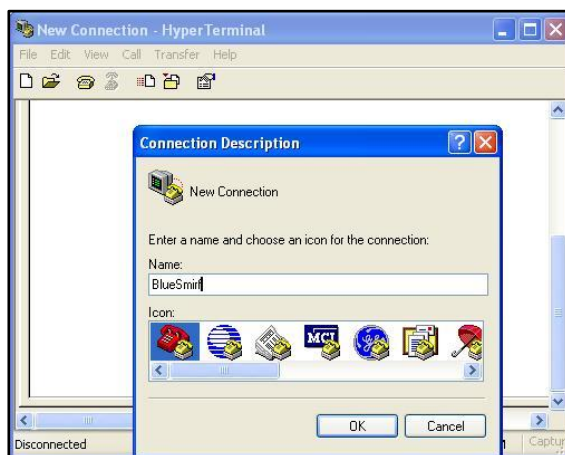 New Connection - HyperTerminal
File Edit View Call Transfer Help
Connection Description
New Connection
Enter a name and choose an icon for the connection:
Name:
BlueSmirf
Icon:
MCI
OK Cancel
Disconnected